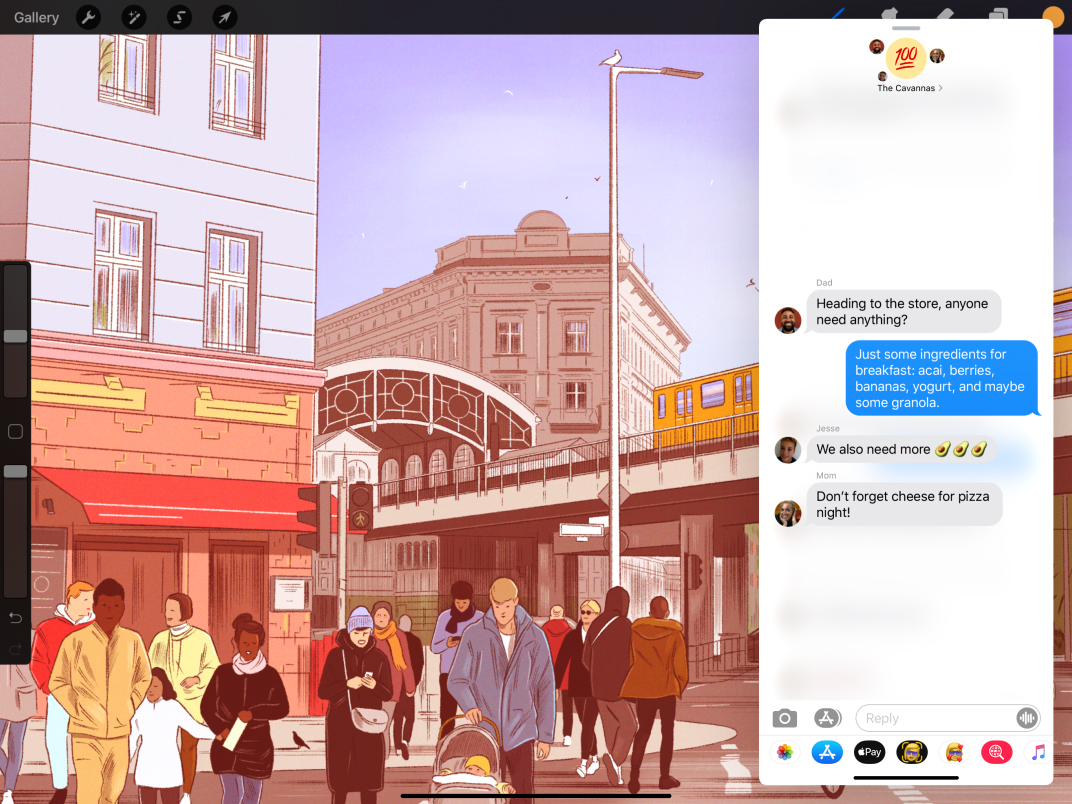 Gallery
100
The Cavannas
Dad
Heading to the store, anyone
need anything?
Just some ingredients for
breakfast: acai, berries,
bananas, yogurt, and maybe
some granola.
Jesse
We also need more 🥑🥑🥑
Mom
Don’t forget cheese for pizza
night!
Reply
Pay